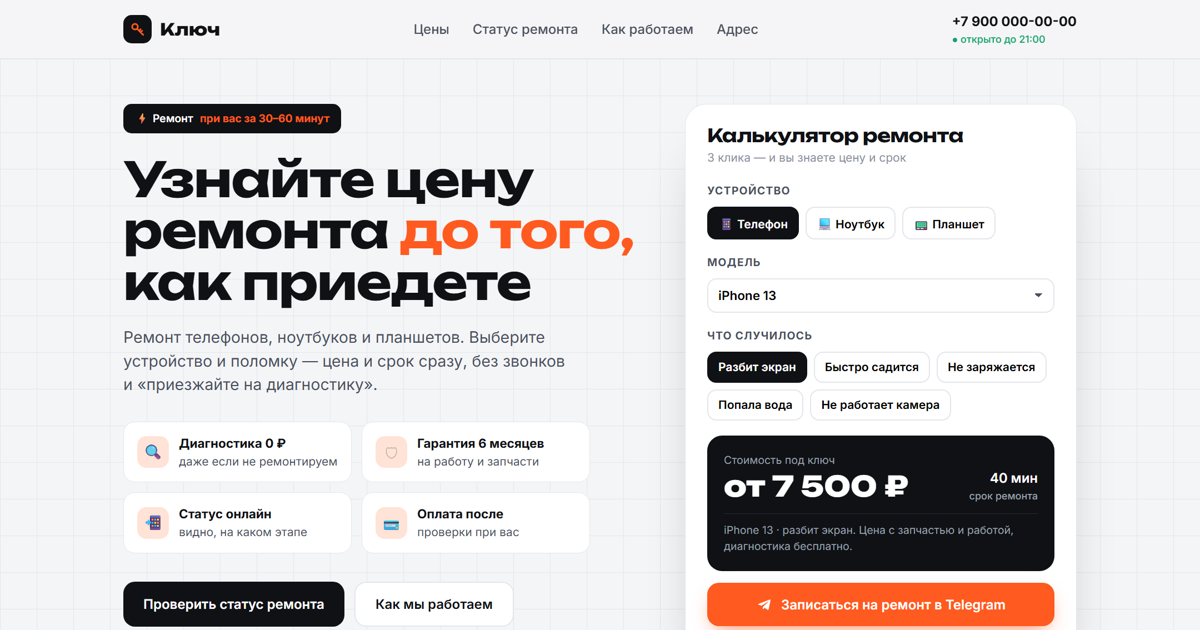 Ключ
Цены
Статус ремонта
Как работаем
Адрес
+7 900 000-00-00
открыто до 21:00
Ремонт при вас за 30–60 минут
Узнайте цену
ремонта до того,
как приедете
Ремонт телефонов, ноутбуков и планшетов. Выберите
устройство и поломку — цена и срок сразу, без звонков
и «приезжайте на диагностику».
Диагностика 0 ₽
даже если не ремонтируем
Гарантия 6 месяцев
на работу и запчасти
Статус онлайн
видно, на каком этапе
Оплата после
проверки при вас
Проверить статус ремонта
Как мы работаем
Калькулятор ремонта
3 клика — и вы знаете цену и срок
УСТРОЙСТВО
Телефон
Ноутбук
Планшет
МОДЕЛЬ
iPhone 13
ЧТО СЛУЧИЛОСЬ
Разбит экран
Быстро садится
Не заряжается
Попала вода
Не работает камера
Стоимость под ключ
от 7 500 ₽
40 мин
срок ремонта
iPhone 13 · разбит экран. Цена с запчастью и работой,
диагностика бесплатно.
Записаться на ремонт в Telegram